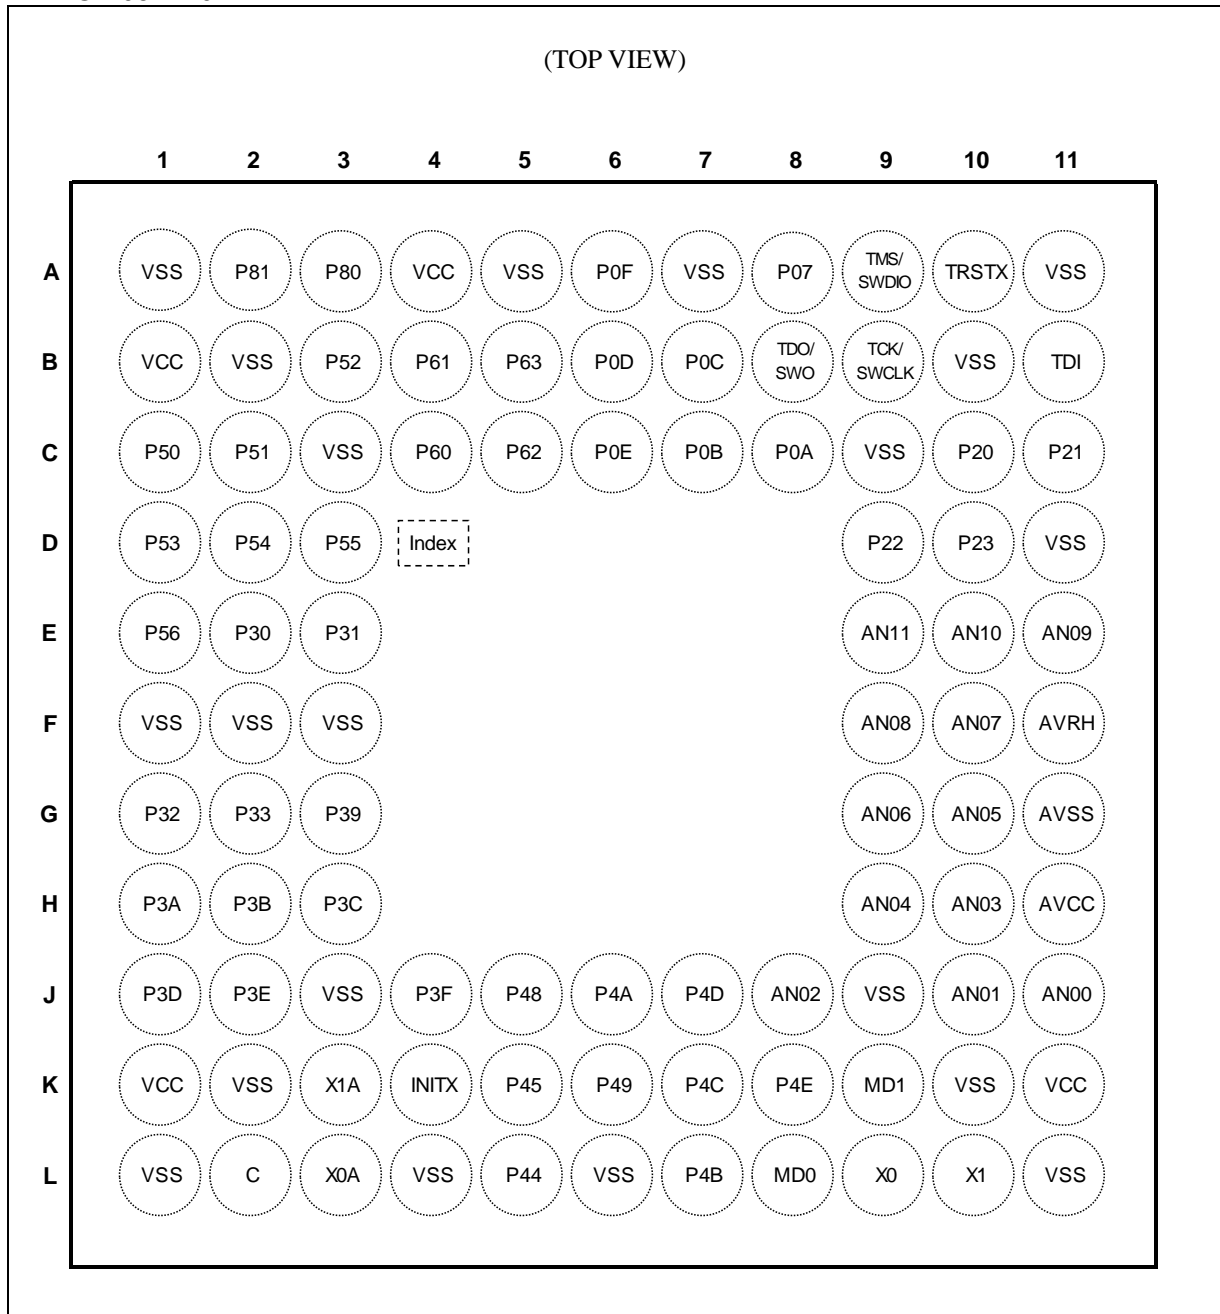 (TOP VIEW)
1 2 3 4 5 6 7 8 9 10 11
A VSS P81 P80 VCC VSS P0F VSS P07 TMS/ SWDIO TRSTX VSS
B VCC VSS P52 P61 P63 P0D P0C TDO/ SWO TCK/ SWCLK VSS TDI
C P50 P51 VSS P60 P62 P0E P0B P0A VSS P20 P21
D P53 P54 P55 Index P22 P23 VSS
E P56 P30 P31 AN11 AN10 AN09
F VSS VSS VSS AN08 AN07 AVRH
G P32 P33 P39 AN06 AN05 AVSS
H P3A P3B P3C AN04 AN03 AVCC
J P3D P3E VSS P3F P48 P4A P4D AN02 VSS AN01 AN00
K VCC VSS X1A INITX P45 P49 P4C P4E MD1 VSS VCC
L VSS C X0A VSS P44 VSS P4B MD0 X0 X1 VSS